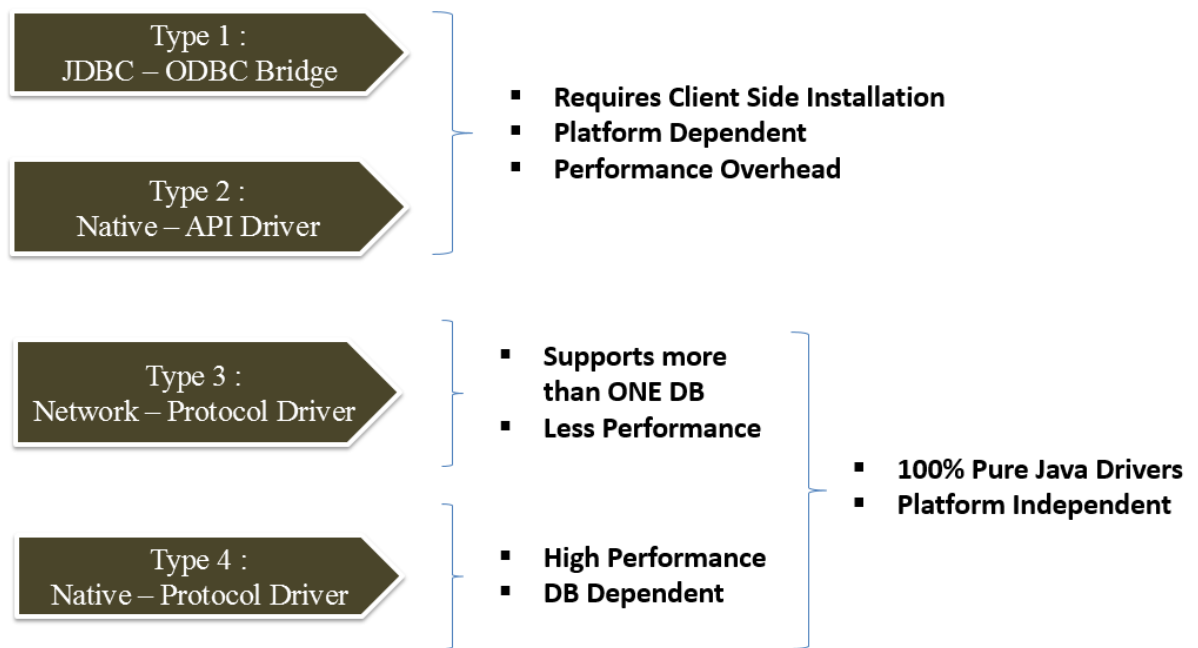 Type 1 :
JDBC – ODBC Bridge
▪ Requires Client Side Installation
▪ Platform Dependent
▪ Performance Overhead
Type 2 :
Native – API Driver
Type 3 :
Network – Protocol Driver
▪ Supports more
than ONE DB
▪ Less Performance
▪ 100% Pure Java Drivers
▪ Platform Independent
Type 4 :
Native – Protocol Driver
▪ High Performance
▪ DB Dependent